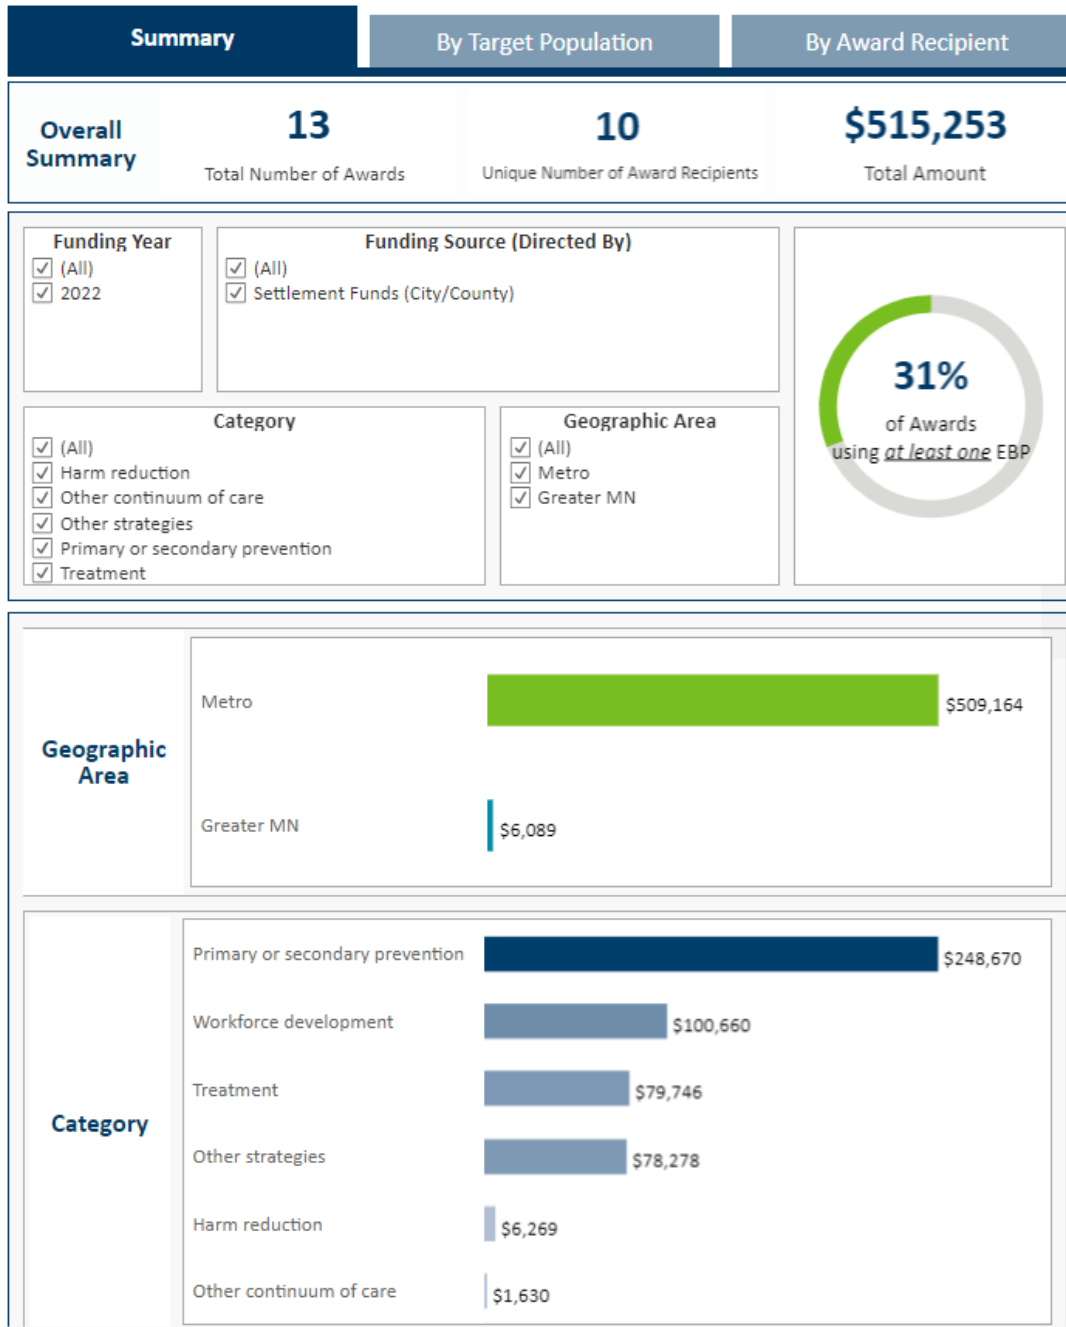 Summary
By Target Population
By Award Recipient
Overall
Summary
13
Total Number of Awards
10
Unique Number of Award Recipients
$515,253
Total Amount
Funding Year
(All)
2022
Funding Source (Directed By)
(All)
Settlement Funds (City/County)
31%
of Awards
using at least one EBP
Category
(All)
Harm reduction
Other continuum of care
Other strategies
Primary or secondary prevention
Treatment
Geographic Area
(All)
Metro
Greater MN
Geographic
Area
Metro
$509,164
Greater MN
$6,089
Category
Primary or secondary prevention
$248,670
Workforce development
$100,660
Treatment
$79,746
Other strategies
$78,278
Harm reduction
$6,269
Other continuum of care
$1,630